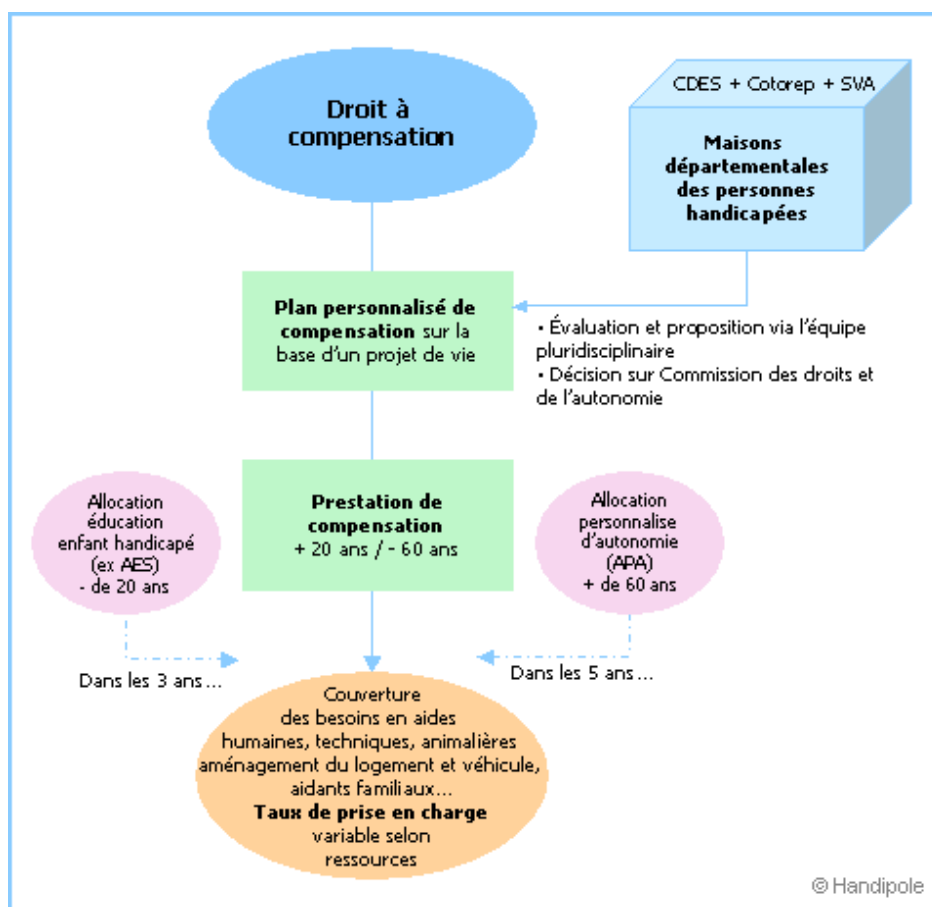 Droit à
compensation
CDES + Cotorep + SVA
Maisons
départementales
des personnes
handicapées
Plan personnalisé de
compensation sur la
base d'un projet de vie
• Évaluation et proposition via l'équipe
pluridisciplinaire
• Décision sur Commission des droits et
de l'autonomie
Allocation
éducation
enfant handicapé
(ex AES)
- de 20 ans
Prestation de
compensation
+ 20 ans / - 60 ans
Allocation
personnalise
d'autonomie
(APA)
+ de 60 ans
Dans les 3 ans...
Dans les 5 ans...
Couverture
des besoins en aides
humaines, techniques, animalières
aménagement du logement et véhicule,
aidants familiaux...
Taux de prise en charge
variable selon
ressources
© Handipole